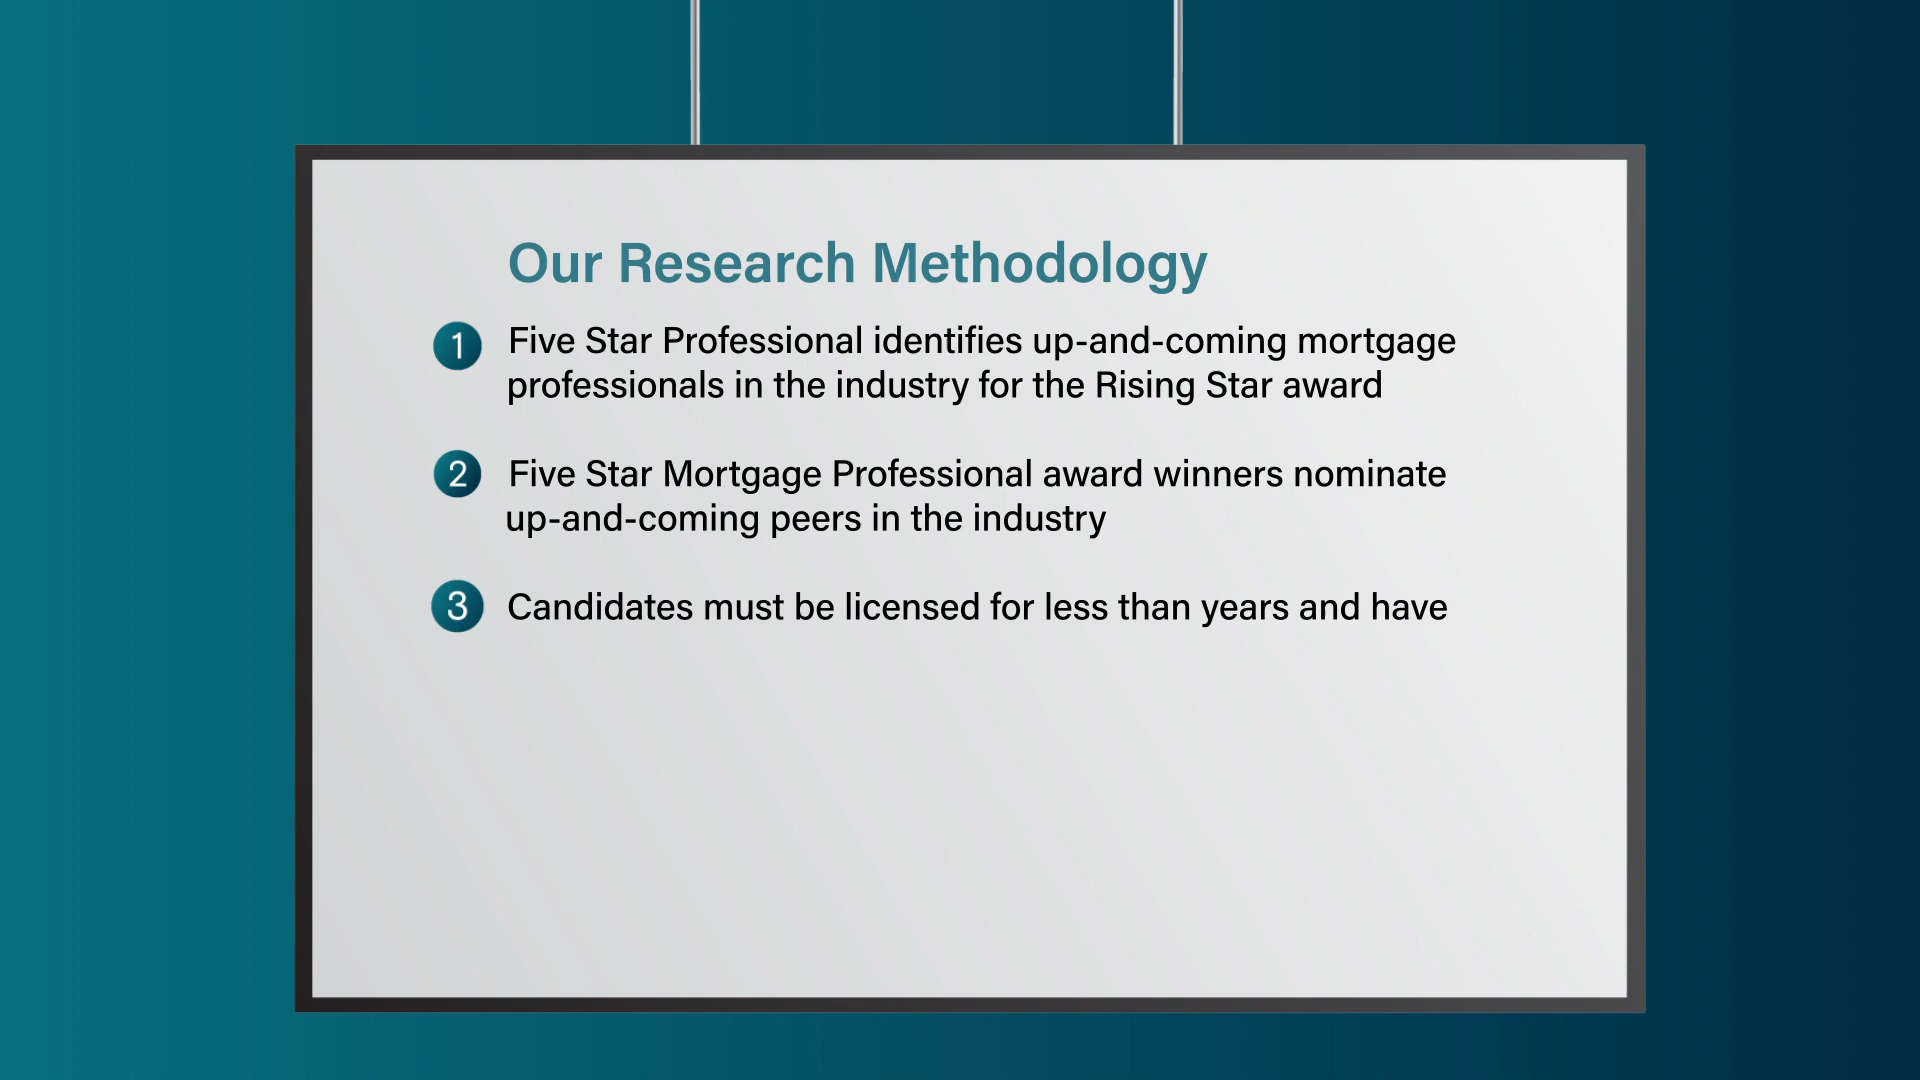 Our Research Methodology
1 Five Star Professional identifies up-and-coming mortgage
professionals in the industry for the Rising Star award
2 Five Star Mortgage Professional award winners nominate
up-and-coming peers in the industry
3 Candidates must be licensed for less than years and have